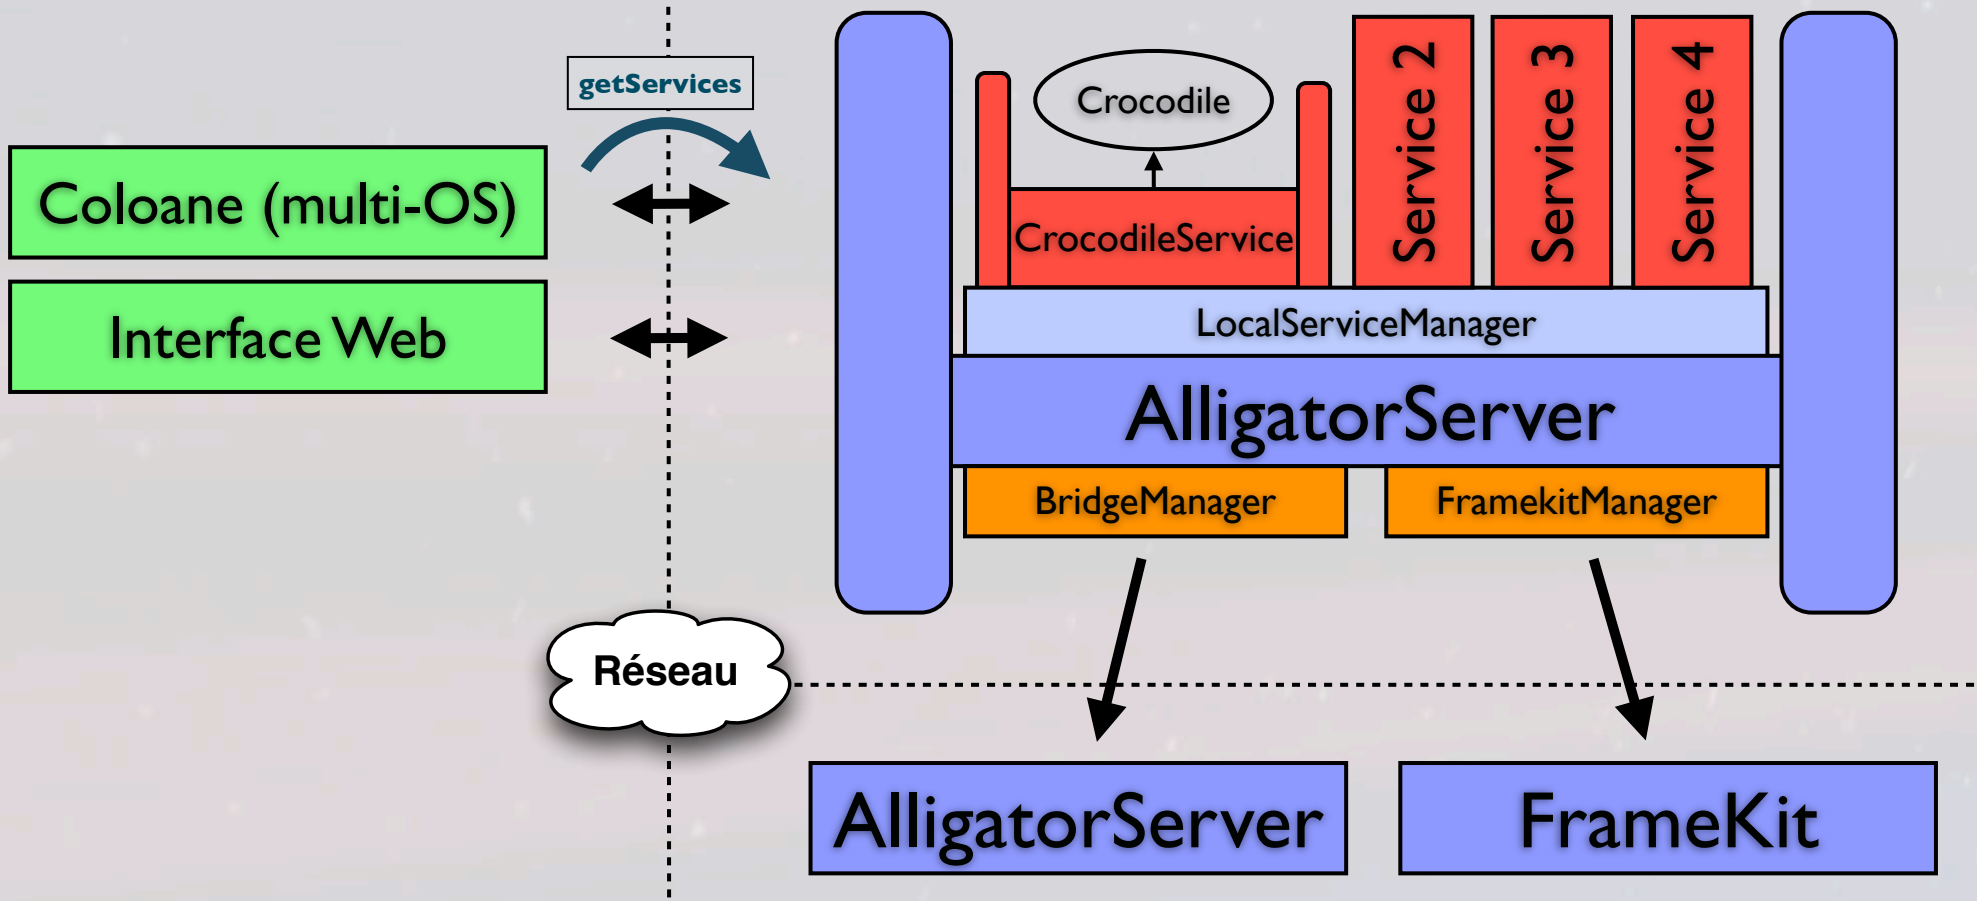 getServices
Coloane (multi-OS)
Interface Web
Crocodile
CrocodileService
Service 2
Service 3
Service 4
LocalServiceManager
AlligatorServer
BridgeManager
FramekitManager
Réseau
AlligatorServer
FrameKit